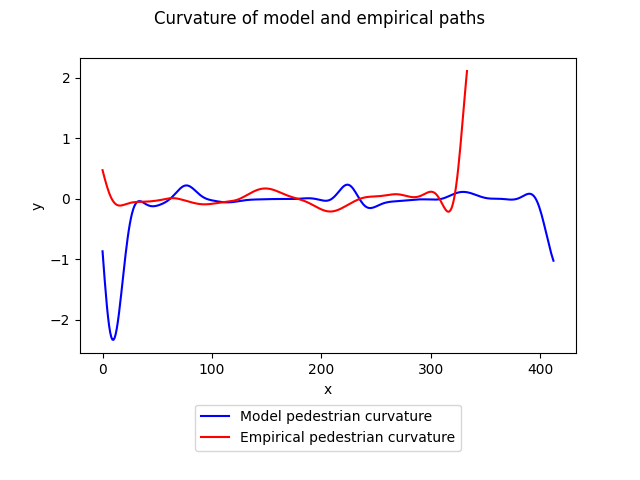 Curvature of model and empirical paths
2
1
0
−1
−2
y
0 100 200 300 400
x
Model pedestrian curvature
Empirical pedestrian curvature